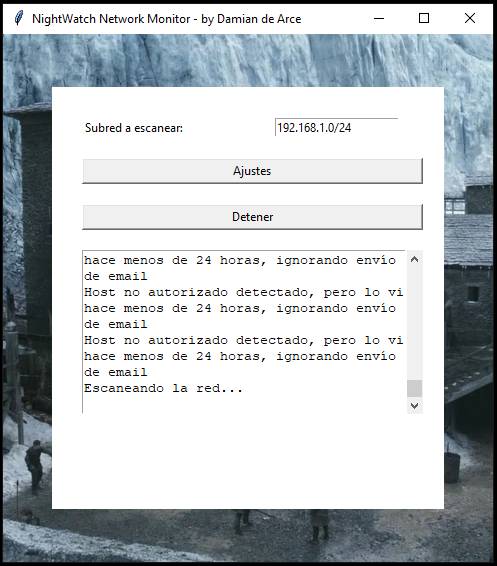 NightWatch Network Monitor - by Damian de Arce
Subred a escanear: 192.168.1.0/24
Ajustes
Detener
hace menos de 24 horas, ignorando envío
de email
Host no autorizado detectado, pero lo vi
hace menos de 24 horas, ignorando envío
de email
Host no autorizado detectado, pero lo vi
hace menos de 24 horas, ignorando envío
de email
Escaneando la red...